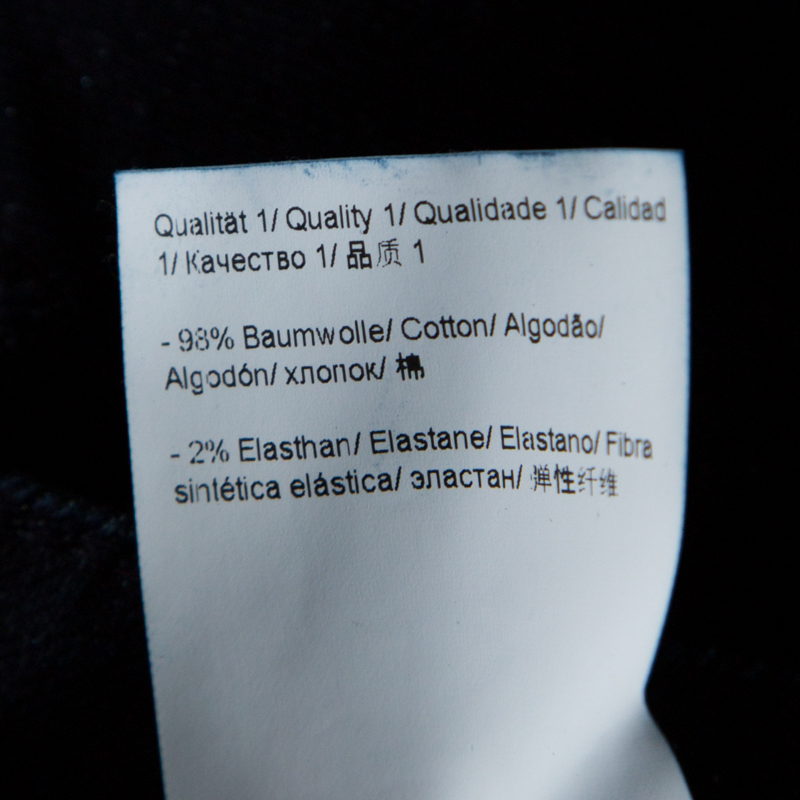 Qualität 1/ Quality 1/ Qualidade 1/ Calidad
1/ Качество 1/ 品质 1
- 98% Baumwolle/ Cotton/ Algodão/
Algodón/ хлопок/ 棉
- 2% Elasthan/ Elastane/ Elastano/ Fibra
sintética elástica/ эластан/ 弹性纤维